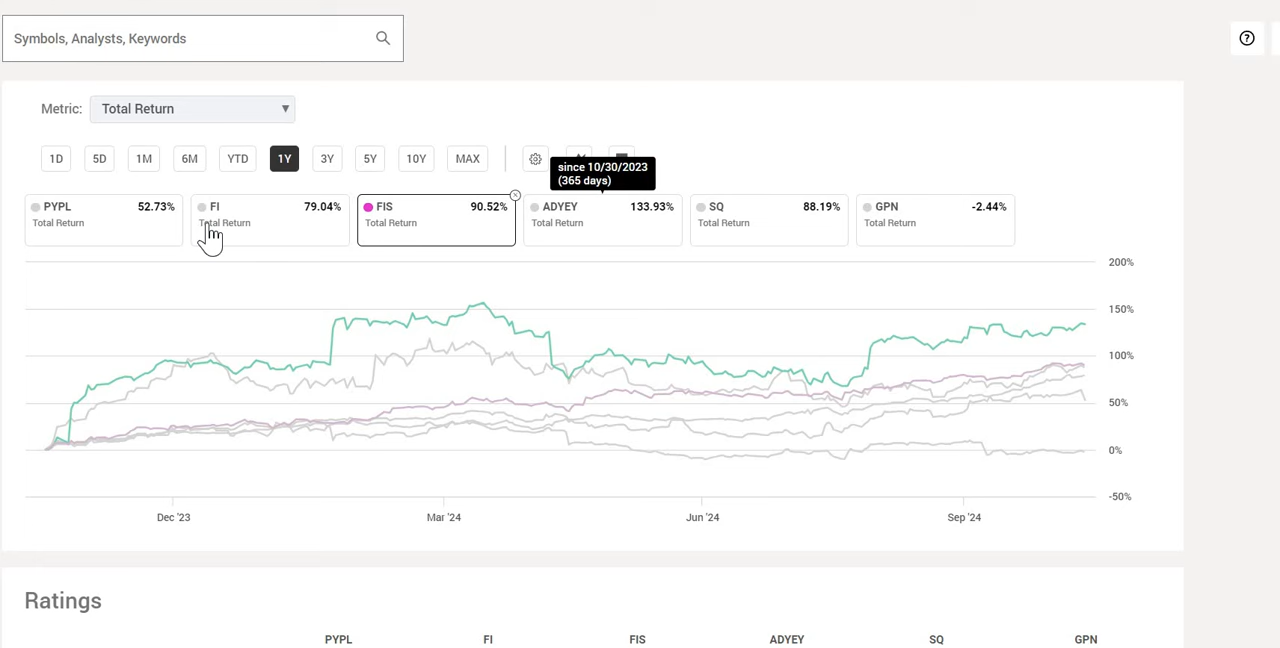 Symbols, Analysts, Keywords
Metric: Total Return
1D 5D 1M 6M YTD 1Y 3Y 5Y 10Y MAX
since 10/30/2023
(365 days)
PYPL 52.73% FI 79.04% FIS 90.52% ADYEY 133.93% SQ 88.19% GPN -2.44%
Total Return Total Return Total Return Total Return Total Return Total Return
200%
150%
100%
50%
0%
-50%
Dec '23 Mar '24 Jun '24 Sep '24
Ratings
PYPL FI FIS ADYEY SQ GPN